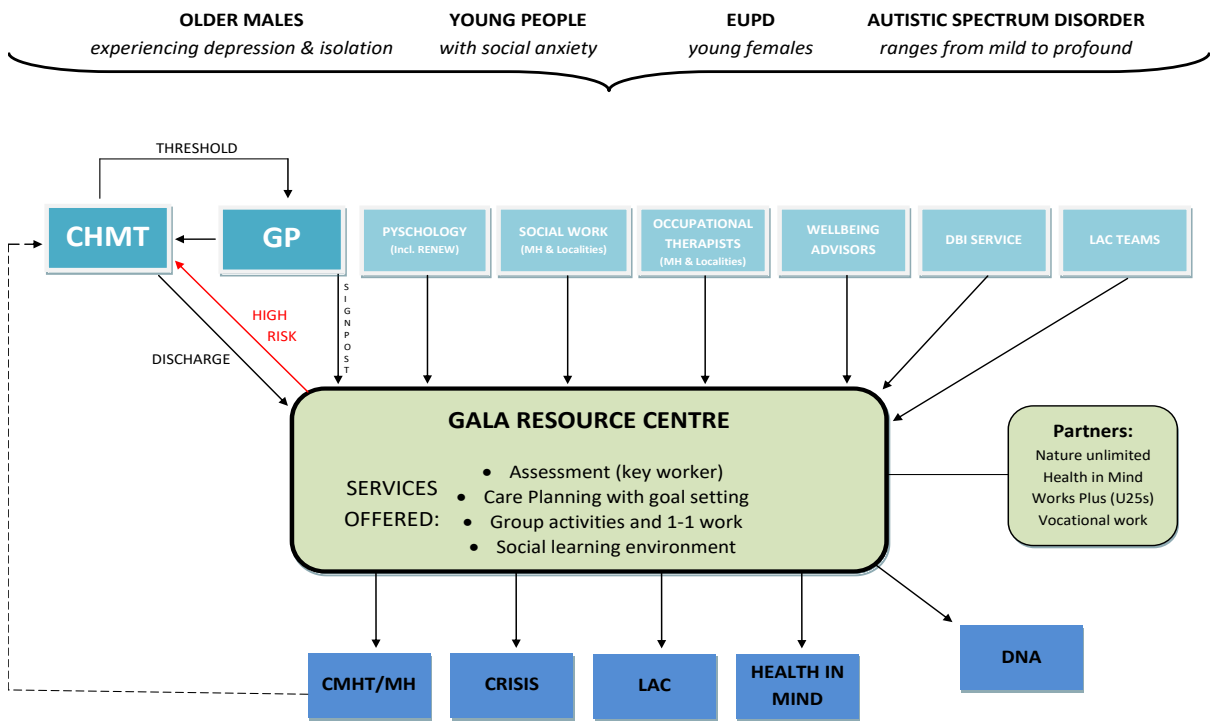 OLDER MALES
experiencing depression & isolation
YOUNG PEOPLE
with social anxiety
EUPD
young females
AUTISTIC SPECTRUM DISORDER
ranges from mild to profound
THRESHOLD
CHMT
GP
PYSCHOLOGY
(Incl. RENEW)
SOCIAL WORK
(MH & Localities)
OCCUPATIONAL
THERAPISTS
(MH & Localities)
WELLBEING
ADVISORS
DBI SERVICE
LAC TEAMS
HIGH
RISK
DISCHARGE
SIGNPOST
GALA RESOURCE CENTRE
SERVICES
OFFERED:
• Assessment (key worker)
• Care Planning with goal setting
• Group activities and 1-1 work
• Social learning environment
Partners:
Nature unlimited
Health in Mind
Works Plus (U25s)
Vocational work
CMHT/MH
CRISIS
LAC
HEALTH IN
MIND
DNA